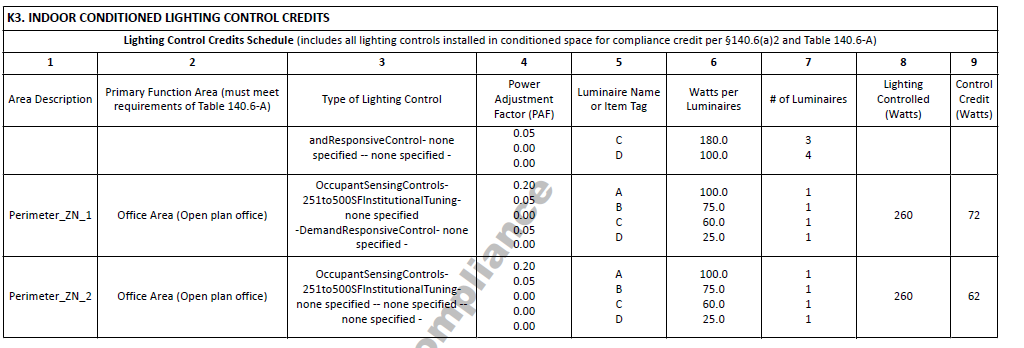 K3. INDOOR CONDITIONED LIGHTING CONTROL CREDITS
Lighting Control Credits Schedule (includes all lighting controls installed in conditioned space for compliance credit per §140.6(a)2 and Table 140.6-A)
1 2 3 4 5 6 7 8 9
Area Description
Primary Function Area (must meet
requirements of Table 140.6-A)
Type of Lighting Control
Power
Adjustment
Factor (PAF)
Luminaire Name
or Item Tag
Watts per
Luminaires
# of Luminaires
Lighting
Controlled
(Watts)
Control
Credit
(Watts)
andResponsiveControl- none
specified -- none specified -
0.05
0.00
0.00
C
D
180.0
100.0
3
4
Perimeter_ZN_1
Office Area (Open plan office)
OccupantSensingControls-
251to500SFInstitutionalTuning-
none specified
-DemandResponsiveControl- none
specified -
0.20
0.05
0.00
0.05
0.00
A
B
C
D
100.0
75.0
60.0
25.0
1
1
1
1
260
72
Perimeter_ZN_2
Office Area (Open plan office)
OccupantSensingControls-
251to500SFInstitutionalTuning-
none specified -- none specified --
none specified -
0.20
0.05
0.00
0.00
0.00
A
B
C
D
100.0
75.0
60.0
25.0
1
1
1
1
260
62
ompliance